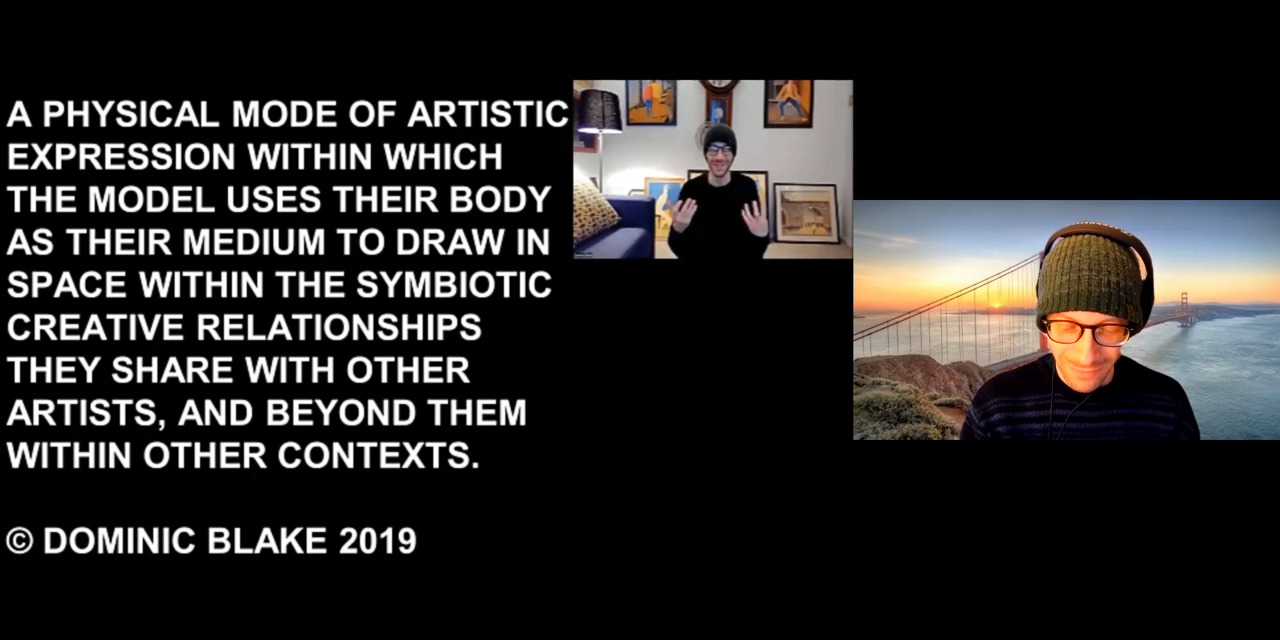 A PHYSICAL MODE OF ARTISTIC
EXPRESSION WITHIN WHICH
THE MODEL USES THEIR BODY
AS THEIR MEDIUM TO DRAW IN
SPACE WITHIN THE SYMBIOTIC
CREATIVE RELATIONSHIPS
THEY SHARE WITH OTHER
ARTISTS, AND BEYOND THEM
WITHIN OTHER CONTEXTS.
© DOMINIC BLAKE 2019